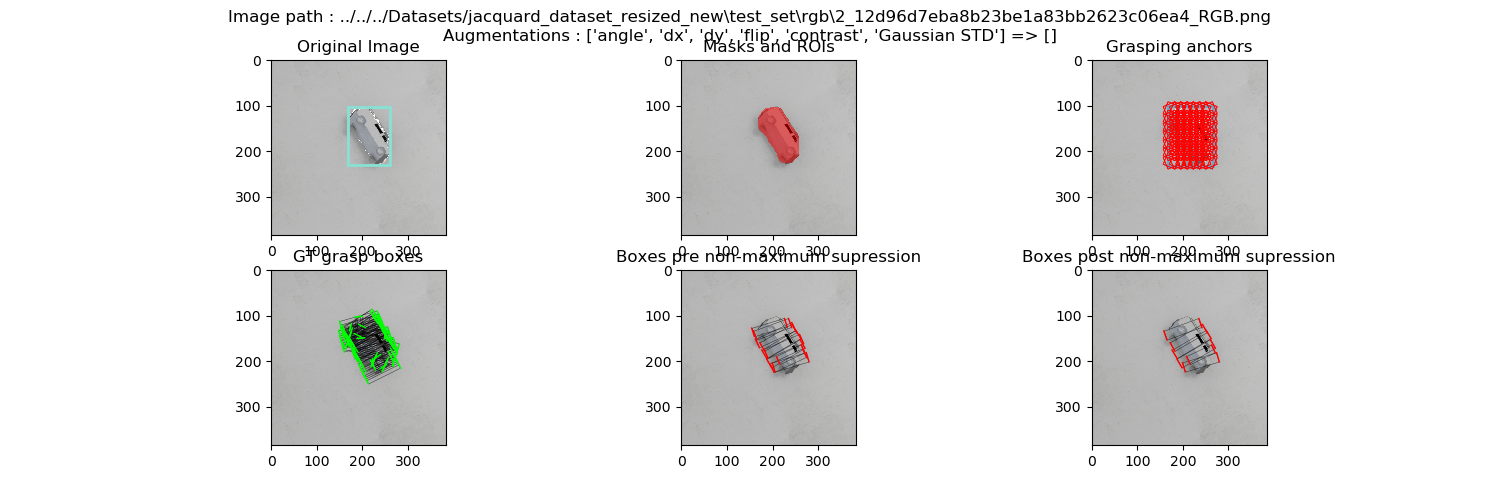 Image path : ../../../Datasets/jacquard_dataset_resized_new\test_set\rgb\2_12d96d7eba8b23be1a83bb2623c06ea4_RGB.png
Augmentations : ['angle', 'dx', 'dy', 'flip', 'contrast', 'Gaussian STD'] => []
Original Image
Masks and ROIs
Grasping anchors
0
100
200
300
0 100 200 300
0
100
200
300
0 100 200 300
0
100
200
300
0 100 200 300
GT grasp boxes
Boxes pre non-maximum supression
Boxes post non-maximum supression
0
100
200
300
0 100 200 300
0
100
200
300
0 100 200 300
0
100
200
300
0 100 200 300